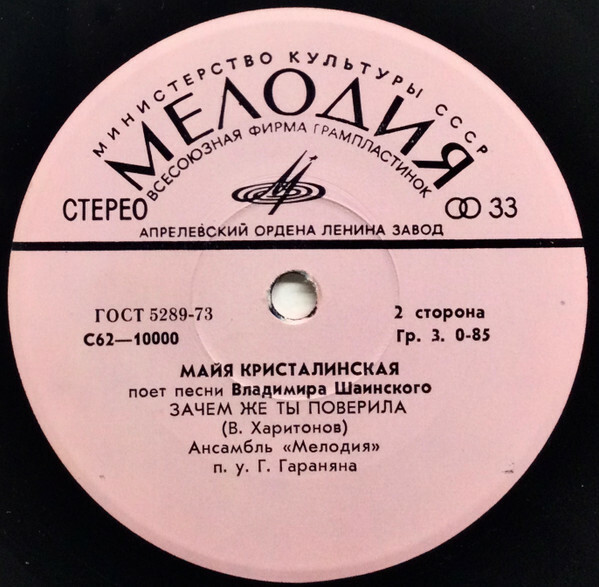 МИНИСТЕРСТВО КУЛЬТУРЫ СССР
МЕЛОДИЯ
ВСЕСОЮЗНАЯ ФИРМА ГРАМПЛАСТИНОК
СТЕРЕО
33
АПРЕЛЕВСКИЙ ОРДЕНА ЛЕНИНА ЗАВОД
ГОСТ 5289-73
2 сторона
С62—10000
Гр. 3. 0-85
МАЙЯ КРИСТАЛИНСКАЯ
поет песни Владимира Шаинского
ЗАЧЕМ ЖЕ ТЫ ПОВЕРИЛА
(В. Харитонов)
Ансамбль «Мелодия»
п. у. Г. Гараняна